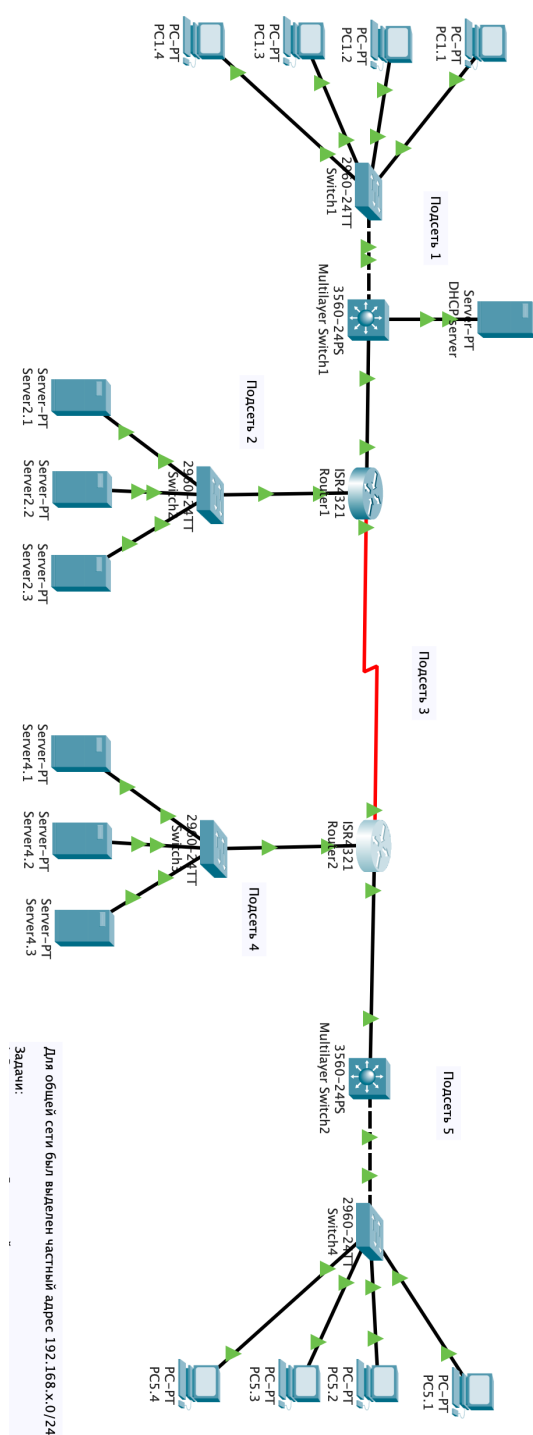 PC-PT
PC1.1
PC-PT
PC1.2
PC-PT
PC1.3
PC-PT
PC1.4
2960-24TT
Switch1
Подсеть 1
Server-PT
DHCP server
3560-24PS
Multilayer Switch1
Подсеть 2
Server-PT
Server2.1
Server-PT
Server2.2
Server-PT
Server2.3
2960-24TT
Switch2
ISR4321
Router1
Подсеть 3
ISR4321
Router2
Server-PT
Server4.1
Server-PT
Server4.2
Server-PT
Server4.3
2960-24TT
Switch3
Подсеть 4
Подсеть 5
3560-24PS
Multilayer Switch2
2960-24TT
Switch4
PC-PT
PC5.1
PC-PT
PC5.2
PC-PT
PC5.3
PC-PT
PC5.4
Для общей сети был выделен частный адрес 192.168.x.0/24
Задачи: